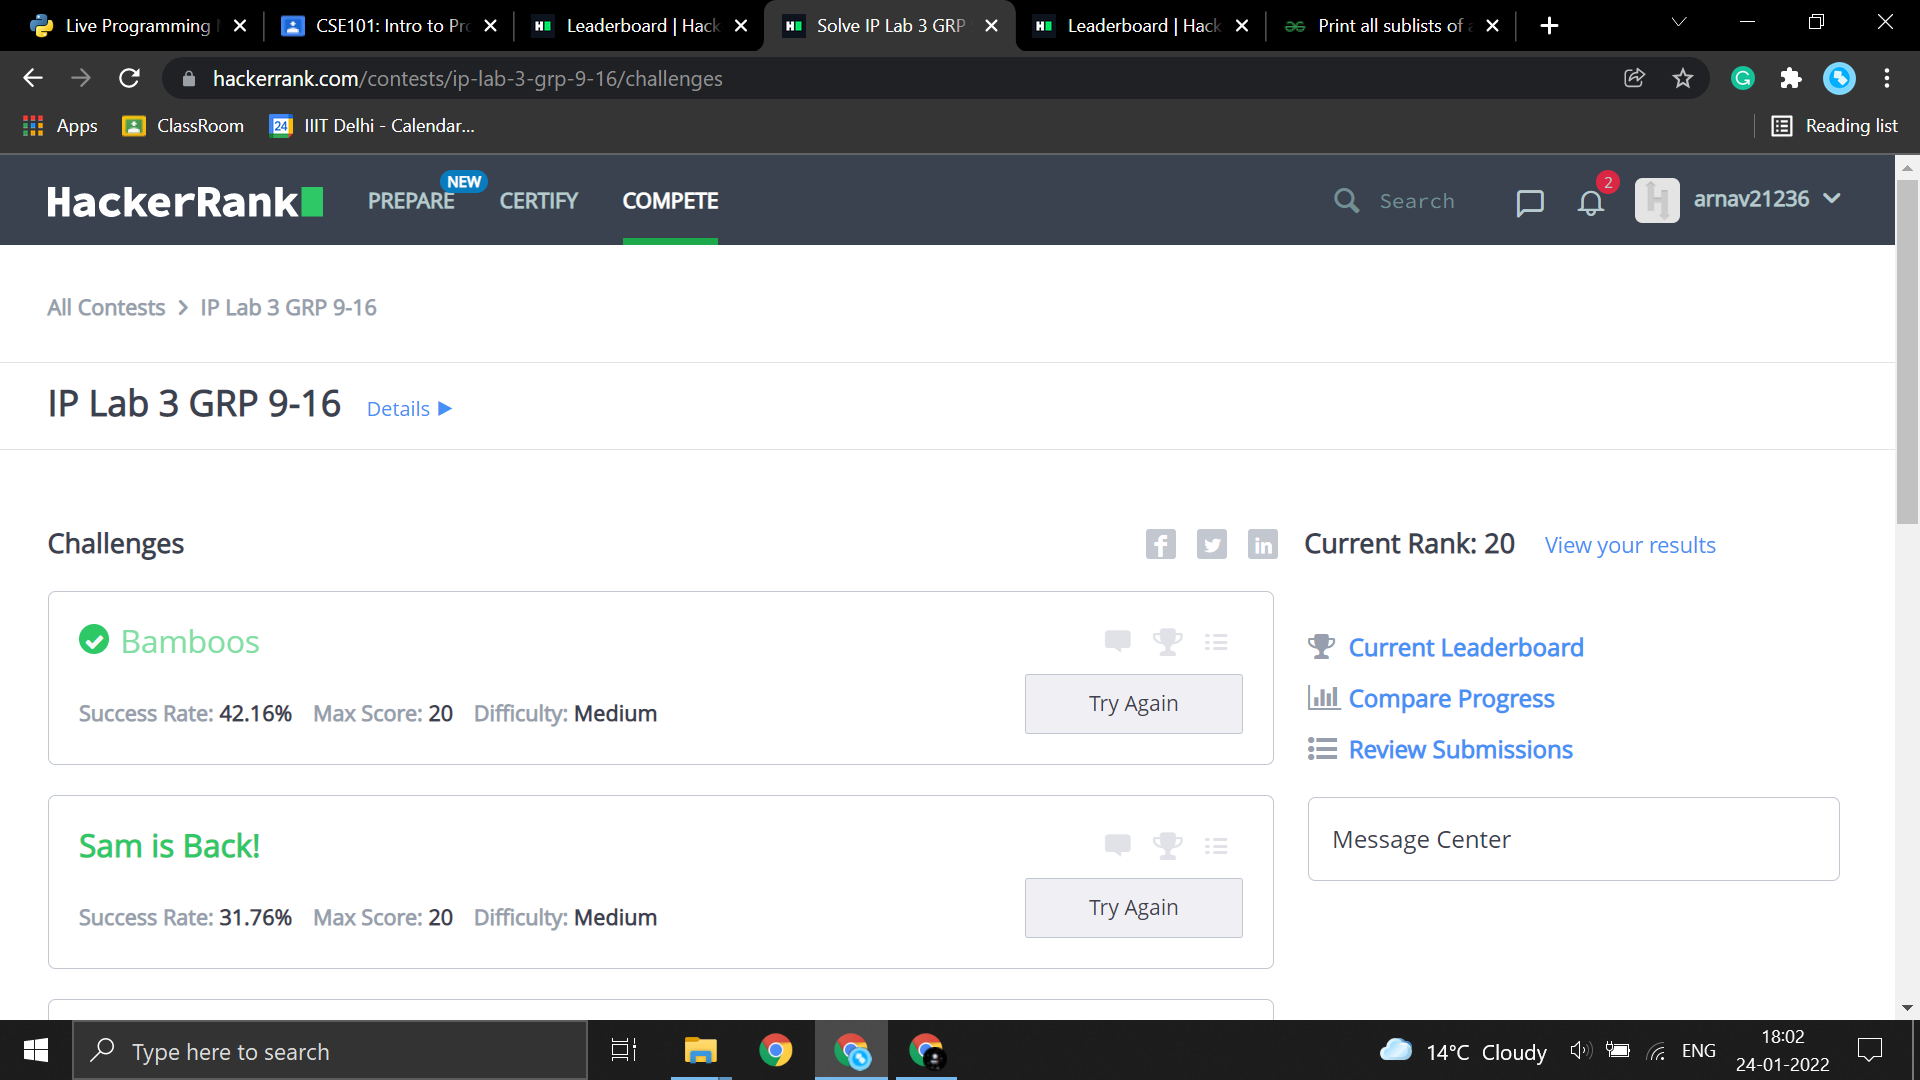 Live Programming
CSE101: Intro to Pro
Leaderboard | Hack
Solve IP Lab 3 GRP
Leaderboard | Hack
Print all sublists of a
hackerrank.com/contests/ip-lab-3-grp-9-16/challenges
Apps
ClassRoom
24
IIIT Delhi - Calendar...
Reading list
HackerRank
PREPARE
NEW
CERTIFY
COMPETE
Search
2
arnav21236
All Contests > IP Lab 3 GRP 9-16
IP Lab 3 GRP 9-16
Details
Challenges
Current Rank: 20
View your results
Bamboos
Success Rate: 42.16% Max Score: 20 Difficulty: Medium
Try Again
Current Leaderboard
Compare Progress
Review Submissions
Sam is Back!
Success Rate: 31.76% Max Score: 20 Difficulty: Medium
Try Again
Message Center
Type here to search
14°C Cloudy
ENG
18:02
24-01-2022